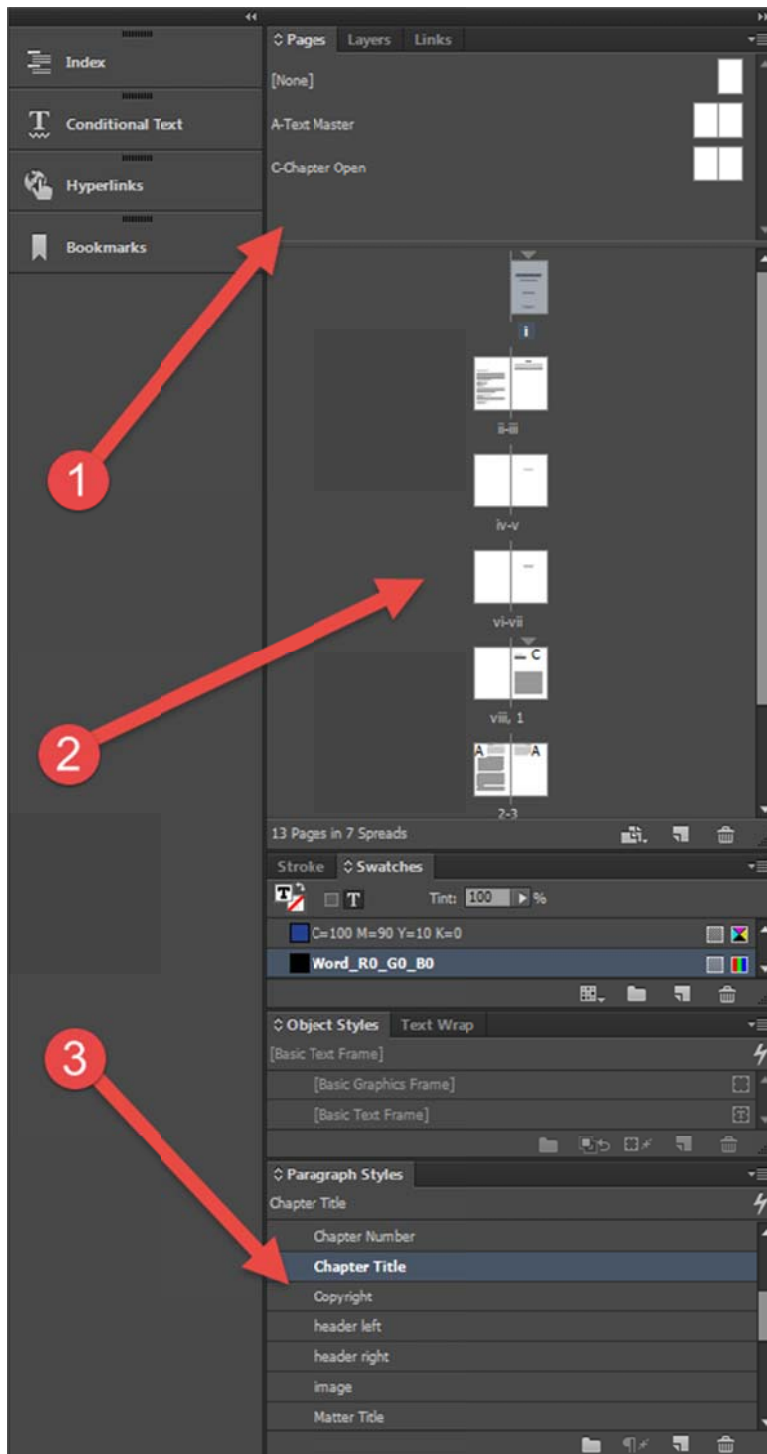 Index
Conditional Text
Hyperlinks
Bookmarks
Pages Layers Links
[None]
A-Text Master
C-Chapter Open
1
i
ii-iii
iv-v
2
vi-vii
C
viii, 1
A A
2-3
13 Pages in 7 Spreads
Stroke Swatches
T T Tint: 100 %
C=100 M=90 Y=10 K=0
Word_R0_G0_B0
Object Styles Text Wrap
3
[Basic Text Frame]
[Basic Graphics Frame]
[Basic Text Frame]
Paragraph Styles
Chapter Title
Chapter Number
Chapter Title
Copyright
header left
header right
image
Matter Title